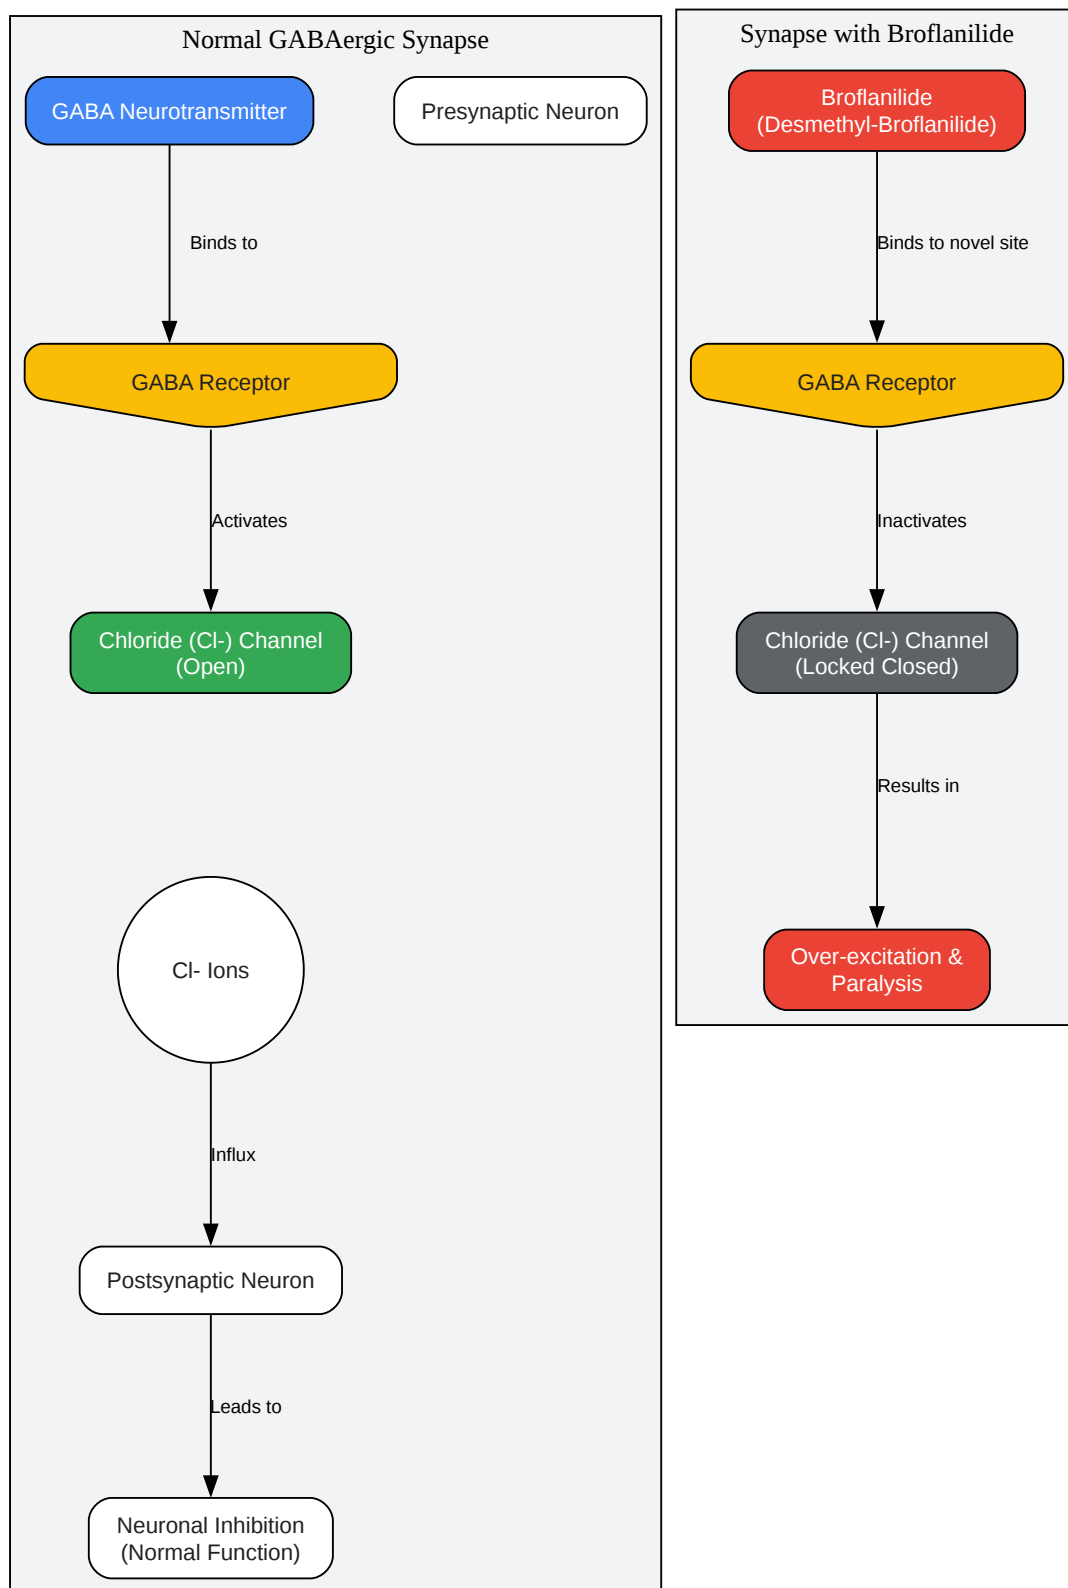 Normal GABAergic Synapse
GABA Neurotransmitter
Presynaptic Neuron
Binds to
GABA Receptor
Activates
Chloride (Cl-) Channel
(Open)
Cl- Ions
Influx
Postsynaptic Neuron
Leads to
Neuronal Inhibition
(Normal Function)
Synapse with Broflanilide
Broflanilide
(Desmethyl-Broflanilide)
Binds to novel site
GABA Receptor
Inactivates
Chloride (Cl-) Channel
(Locked Closed)
Results in
Over-excitation &
Paralysis